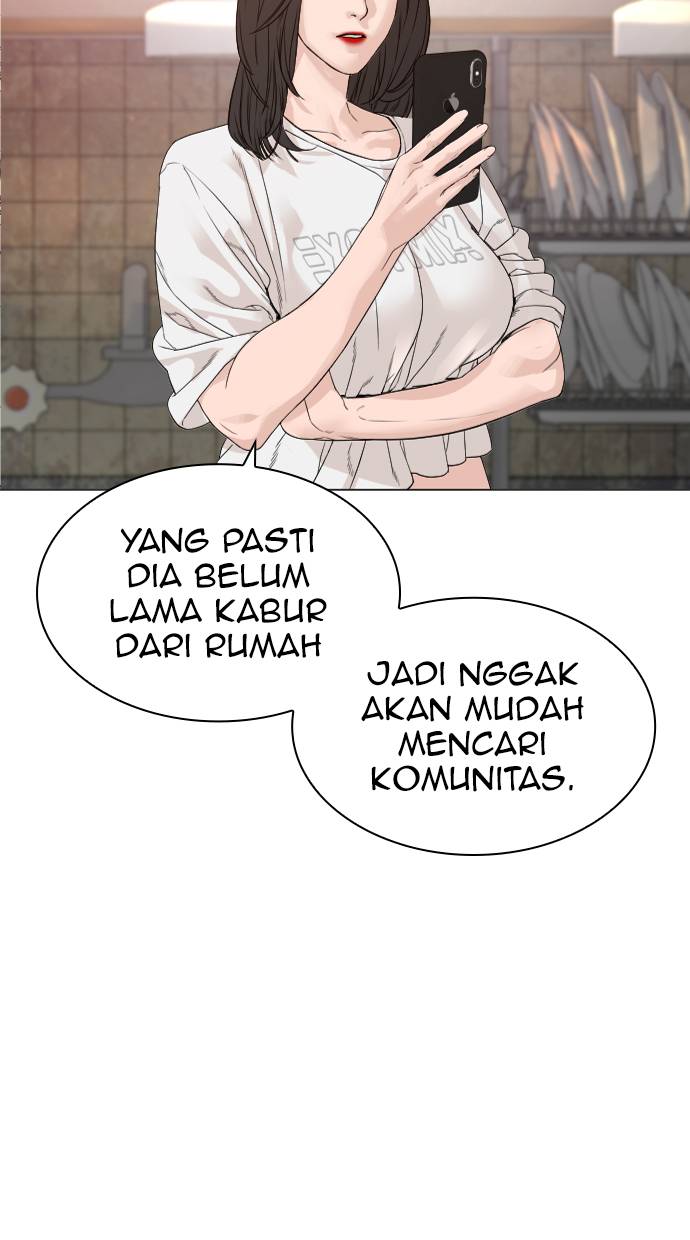 YANG PASTI
DIA BELUM
LAMA KABUR
DARI RUMAH
JADI NGGAK
AKAN MUDAH
MENCARI
KOMUNITAS.